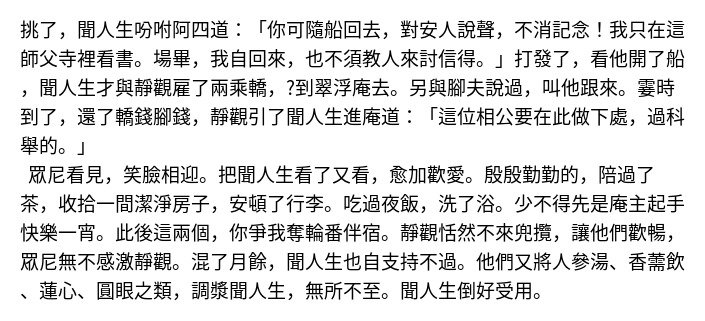 挑了，聞人生吩咐阿四道：「你可隨船回去，對安人說聲，不消記念！我只在這
師父寺裡看書。場畢，我自回來，也不須教人來討信得。」打發了，看他開了船
，聞人生才與靜觀雇了兩乘轎，?到翠浮庵去。另與腳夫說過，叫他跟來。霎時
到了，還了轎錢腳錢，靜觀引了聞人生進庵道：「這位相公要在此做下處，過科
舉的。」
眾尼看見，笑臉相迎。把聞人生看了又看，愈加歡愛。殷殷勤勤的，陪過了
茶，收拾一間潔淨房子，安頓了行李。吃過夜飯，洗了浴。少不得先是庵主起手
快樂一宵。此後這兩個，你爭我奪輪番伴宿。靜觀恬然不來兜攬，讓他們歡暢，
眾尼無不感激靜觀。混了月餘，聞人生也自支持不過。他們又將人參湯、香薷飲
、蓮心、圓眼之類，調漿聞人生，無所不至。聞人生倒好受用。